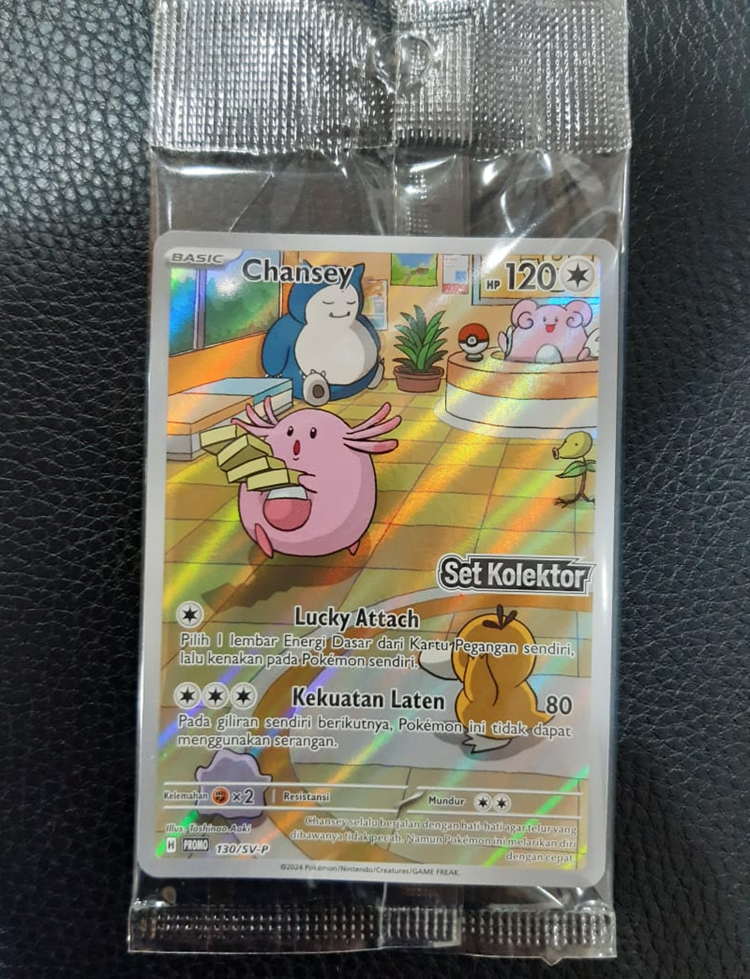 BASIC Chansey HP 120
Set Kolektor
Lucky Attach
Pilih 1 lembar Energi Dasar dari Kartu Pegangan sendiri,
lalu kenakan pada Pokémon sendiri.
Kekuatan Laten 80
Pada giliran sendiri berikutnya, Pokémon ini tidak dapat
menggunakan serangan.
Kelemahan ×2 Resistansi Mundur
Illus. Toshinao Aoki
Chansey selalu berjalan dengan hati-hati agar telur yang
dibawanya tidak pecah. Namun Pokémon ini melarikan diri
dengan cepat.
H PROMO 130/SV-P
©2024 Pokémon/Nintendo/Creatures/GAME FREAK.